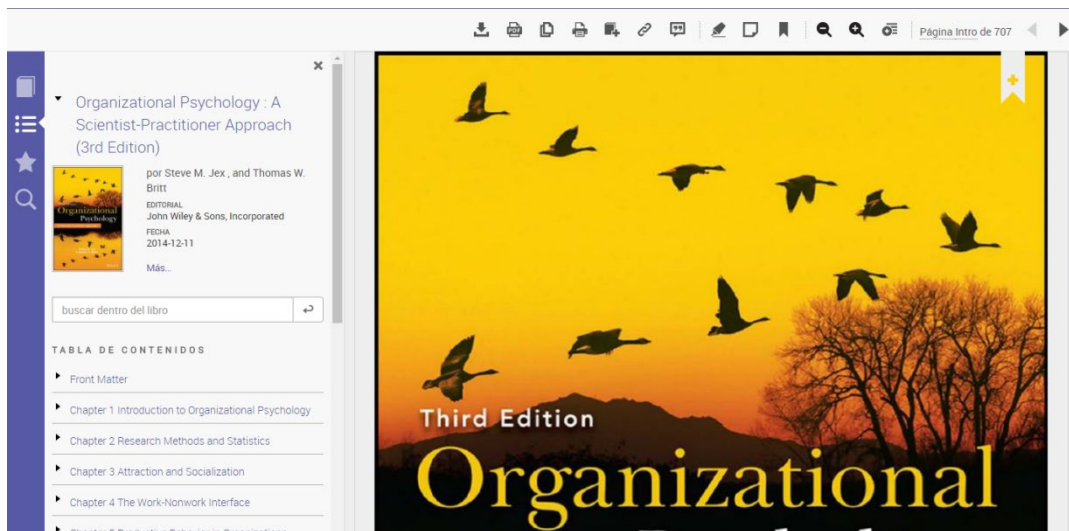 Página Intro de 707
Organizational Psychology : A
Scientist-Practitioner Approach
(3rd Edition)
por Steve M. Jex , and Thomas W.
Britt
EDITORIAL
John Wiley & Sons, Incorporated
FECHA
2014-12-11
Más...
Organizational
Psychology
buscar dentro del libro
TABLA DE CONTENIDOS
Front Matter
Chapter 1 Introduction to Organizational Psychology
Chapter 2 Research Methods and Statistics
Chapter 3 Attraction and Socialization
Chapter 4 The Work-Nonwork Interface
Third Edition
Organizational